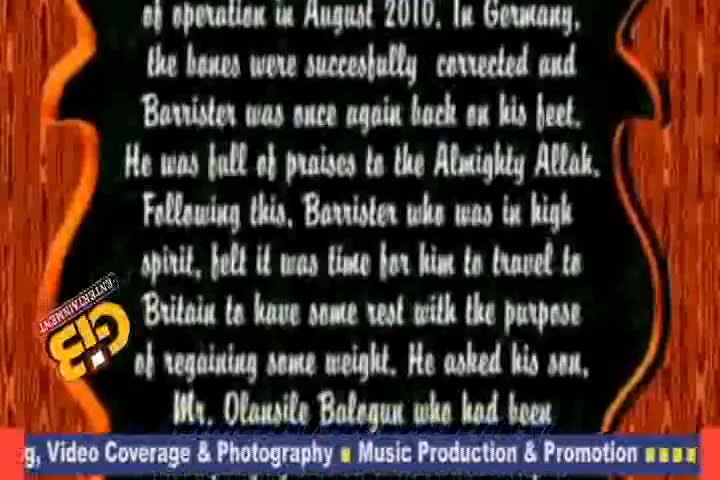 of operation in August 2010. In Germany,
the bones were succesfully corrected and
Barrister was once again back on his feet.
He was full of praises to the Almighty Allah.
Following this, Barrister who was in high
spirit, felt it was time for him to travel to
Britain to have some rest with the purpose
of regaining some weight. He asked his son,
Mr. Olansile Balogun who had been
ENTERTAINMENT
g, Video Coverage & Photography Music Production & Promotion